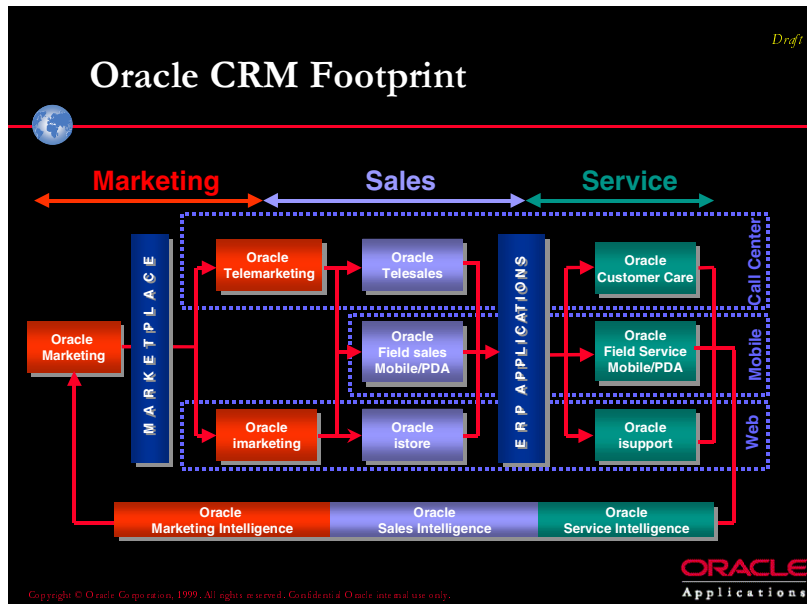 Draft
Oracle CRM Footprint
Marketing
Sales
Service
Call Center
Mobile
Web
MARKETPLACE
ERP APPLICATIONS
Oracle
Marketing
Oracle
Telemarketing
Oracle
Telesales
Oracle
Customer Care
Oracle
Field sales
Mobile/PDA
Oracle
Field Service
Mobile/PDA
Oracle
imarketing
Oracle
istore
Oracle
isupport
Oracle
Marketing Intelligence
Oracle
Sales Intelligence
Oracle
Service Intelligence
ORACLE
Applications
Copyright © Oracle Corporation, 1999. All rights reserved. Confidential Oracle internal use only.